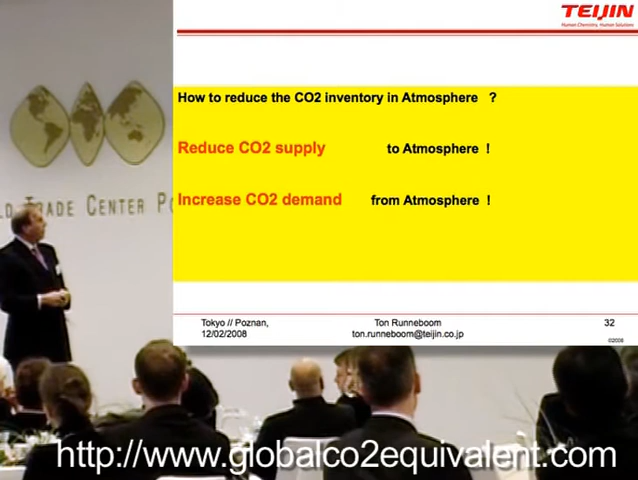 TEIJIN
Human Chemistry, Human Solutions
How to reduce the CO2 inventory in Atmosphere ?
Reduce CO2 supply to Atmosphere !
TRADE CENTER
Increase CO2 demand from Atmosphere !
Tokyo // Poznan, Ton Runneboom 32
12/02/2008 ton.runneboom@teijin.co.jp ©2008
http://www.globalco2equivalent.com